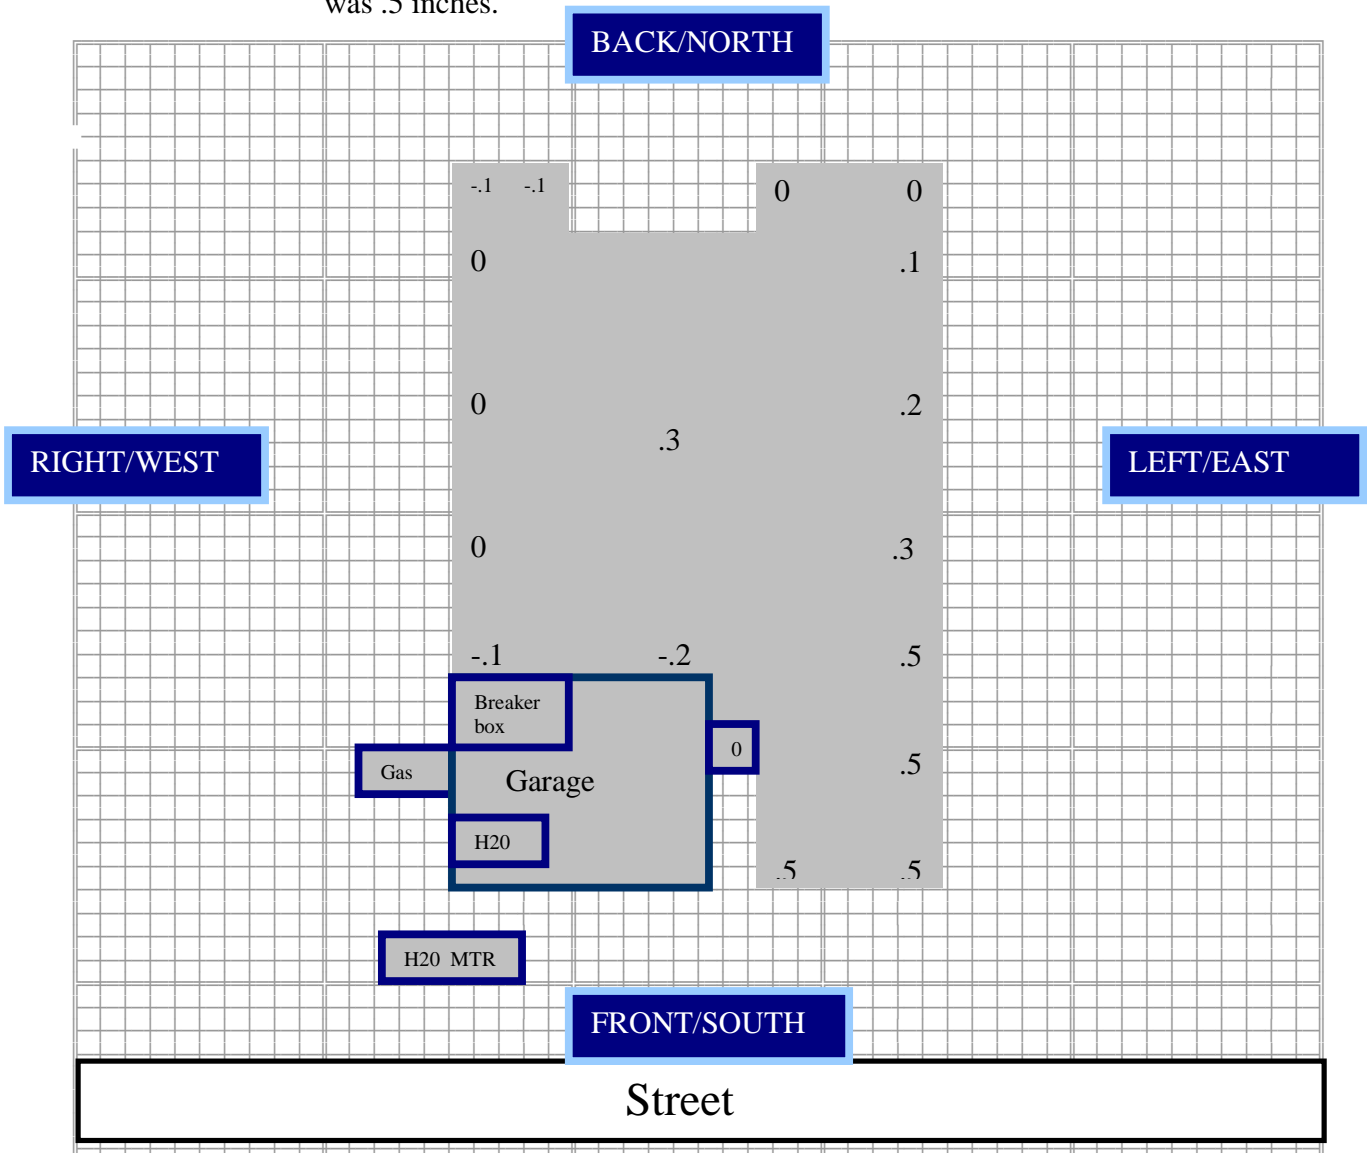 was .5 inches.
BACK/NORTH
-.1 -.1
0 0
0 .1
0 .2
.3
RIGHT/WEST LEFT/EAST
0 .3
-.1 -.2 .5
Breaker
box
0
.5
Gas
Garage
H20
.5 .5
H20 MTR
FRONT/SOUTH
Street